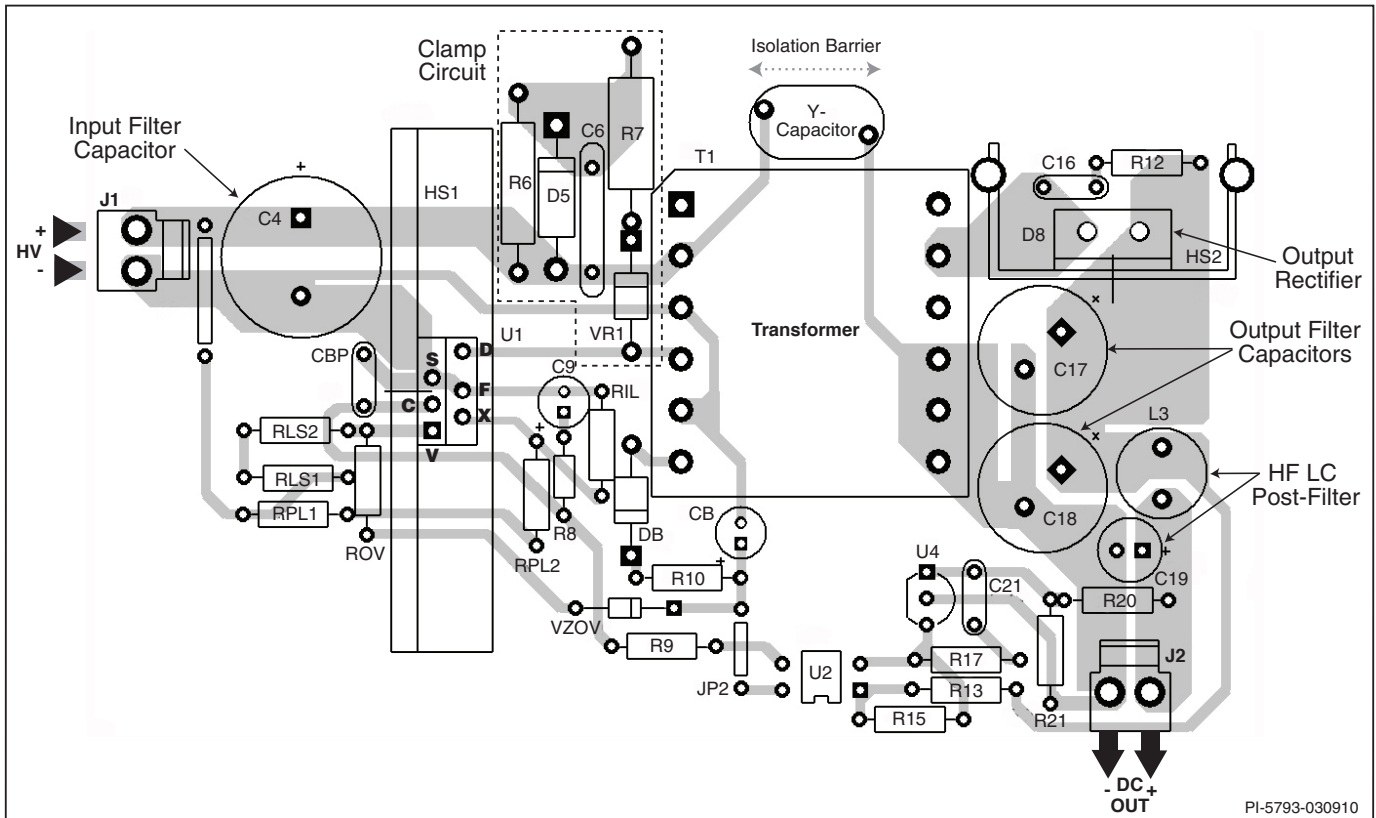 Clamp
Circuit
Isolation Barrier
Y-
Capacitor
Input Filter
Capacitor
+
C6
R7
T1
C16
R12
R6
D5
HS1
J1
C4
+
HV
-
D8
HS2
Output
Rectifier
Transformer
+
Output Filter
Capacitors
U1
VR1
CBP
S
D
C9
C17
F
RIL
C
X
L3
RLS2
V
+
+
RLS1
HF LC
Post-Filter
RPL1
CB
C18
R8
DB
ROV
RPL2
U4
+
+
C19
R10
C21
R20
VZOV
R9
R17
J2
U2
JP2
R13
R15
R21
- DC +
OUT
PI-5793-030910